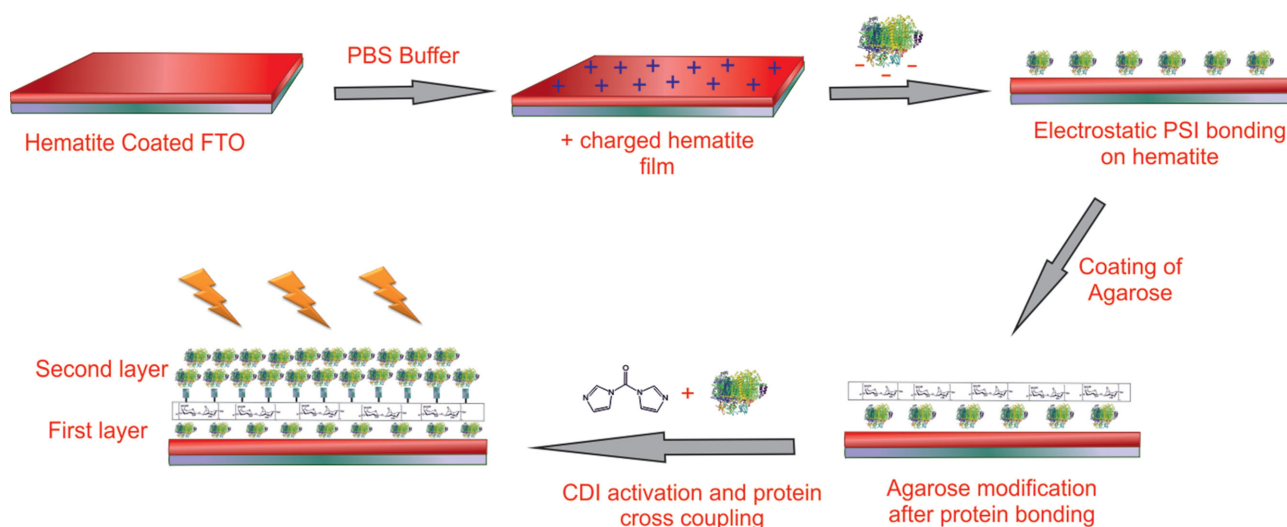 PBS Buffer
Hematite Coated FTO
+ + + + + +
+ + + + + +
+ charged hematite
film
− − −
Electrostatic PSI bonding
on hematite
Coating of
Agarose
Agarose modification
after protein bonding
N N O N N +
CDI activation and protein
cross coupling
Second layer
First layer